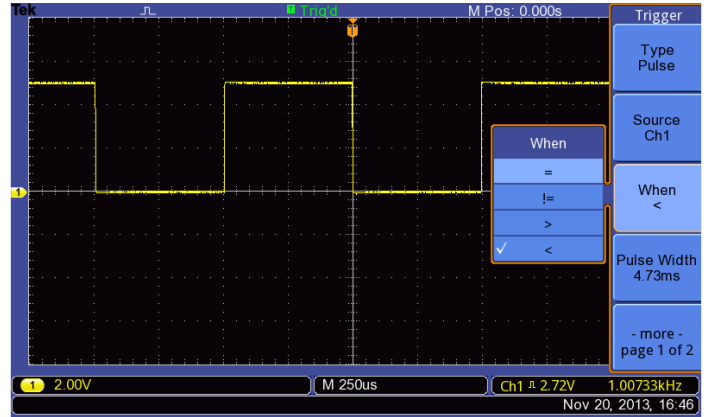 Tek
T Trig'd
M Pos: 0.000s
T
1
Trigger
Type
Pulse
Source
Ch1
When
<
Pulse Width
4.73ms
- more -
page 1 of 2
When
=
!=
>
✓ <
1 2.00V
M 250us
Ch1 2.72V
1.00733kHz
Nov 20, 2013, 16:46